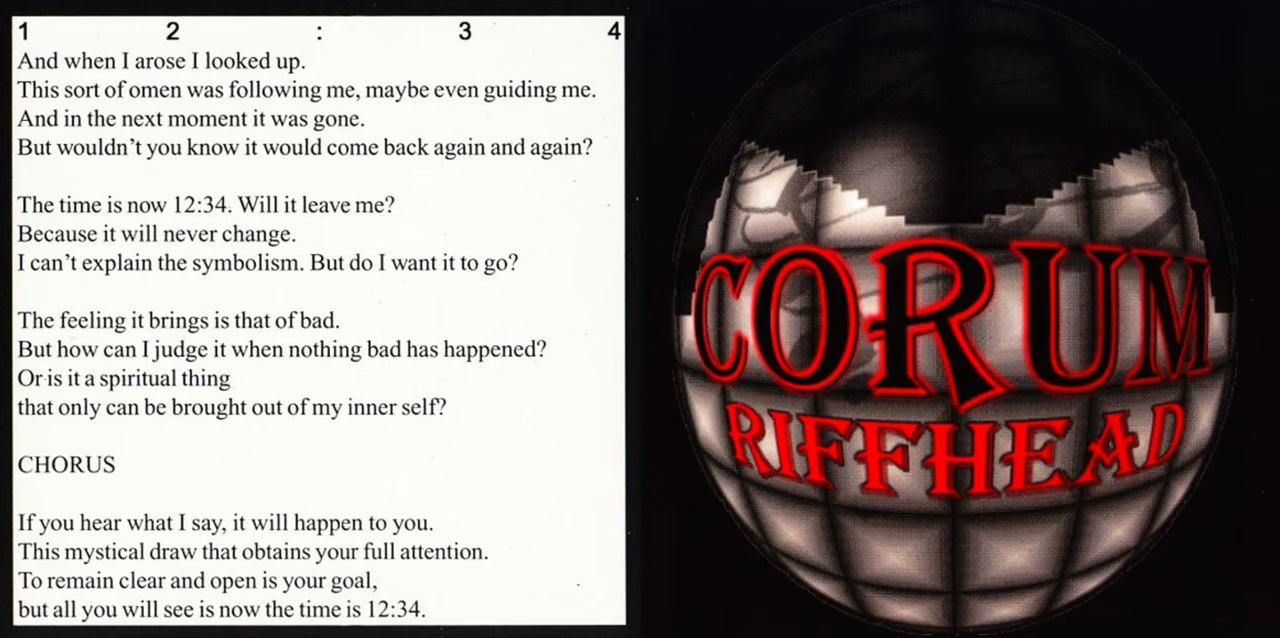 1 2 : 3 4
And when I arose I looked up.
This sort of omen was following me, maybe even guiding me.
And in the next moment it was gone.
But wouldn’t you know it would come back again and again?
The time is now 12:34. Will it leave me?
Because it will never change.
I can’t explain the symbolism. But do I want it to go?
The feeling it brings is that of bad.
But how can I judge it when nothing bad has happened?
Or is it a spiritual thing
that only can be brought out of my inner self?
CHORUS
If you hear what I say, it will happen to you.
This mystical draw that obtains your full attention.
To remain clear and open is your goal,
but all you will see is now the time is 12:34.
CORUM
RIFFHEAD